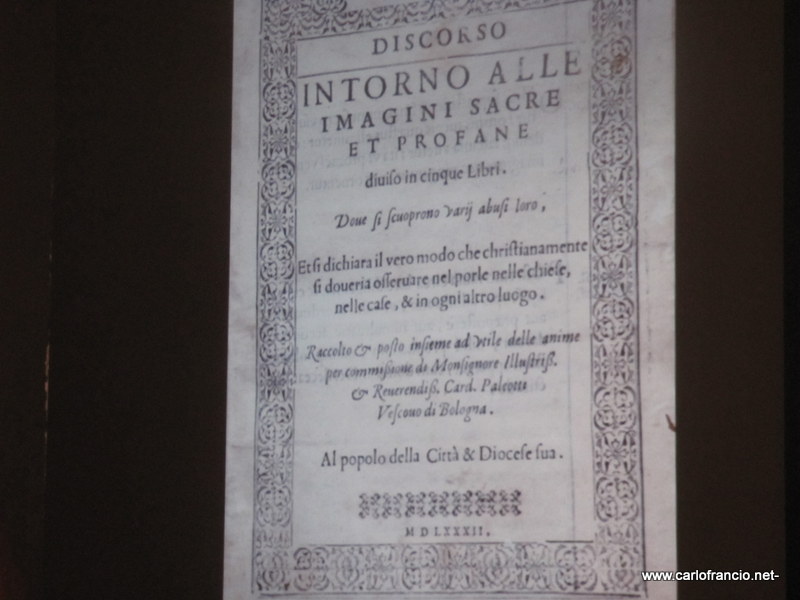 DISCORSO
INTORNO ALLE
IMAGINI SACRE
ET PROFANE
diuiſo in cinque Libri.
Doue ſi ſcuoprono varij abuſi loro,
Et ſi dichiara il vero modo che chriſtianamente
ſi doueria oſſeruare nel porle nelle chieſe,
nelle caſe, & in ogni altro luogo.
Raccolto & poſto inſieme ad vtile delle anime
per commiſſione di Monſignore Illuſtriß.
& Reuerendiß. Card. Paleotti
Veſcouo di Bologna.
Al popolo della Città & Dioceſe ſua.
MDLXXXII.
www.carlofrancio.net-